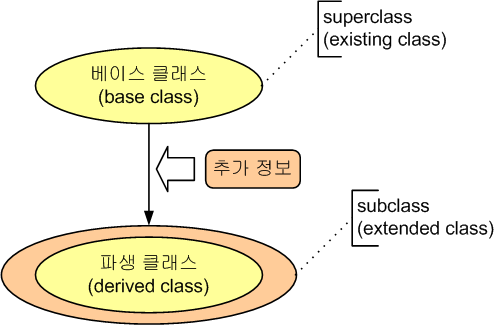 superclass
(existing class)
베이스 클래스
(base class)
추가 정보
subclass
(extended class)
파생 클래스
(derived class)